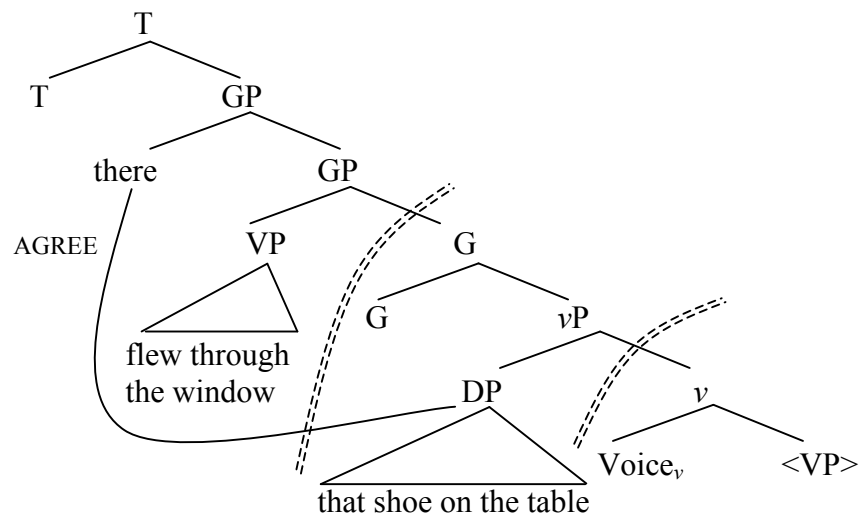 T
T GP
there GP
AGREE VP G
G vP
flew through
the window
DP v
Voicev <VP>
that shoe on the table